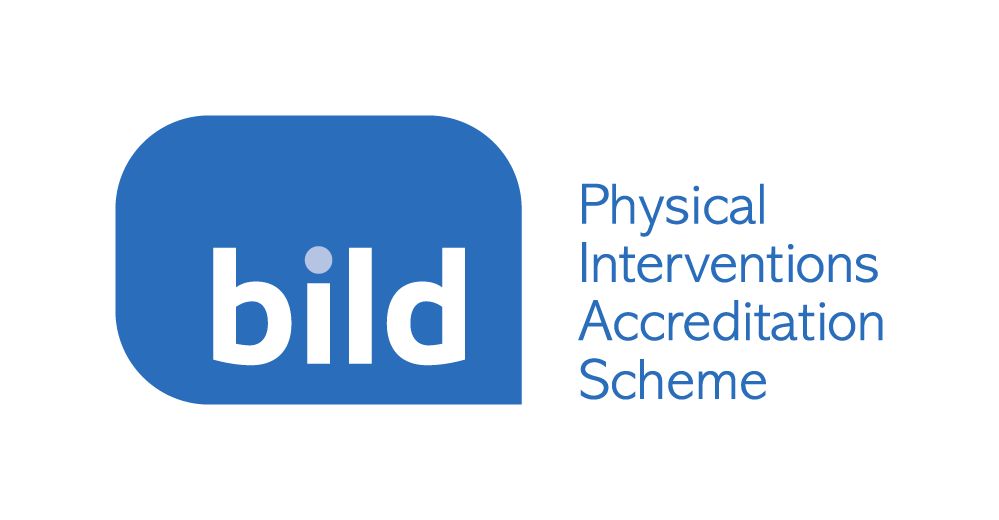 bild
Physical
Interventions
Accreditation
Scheme